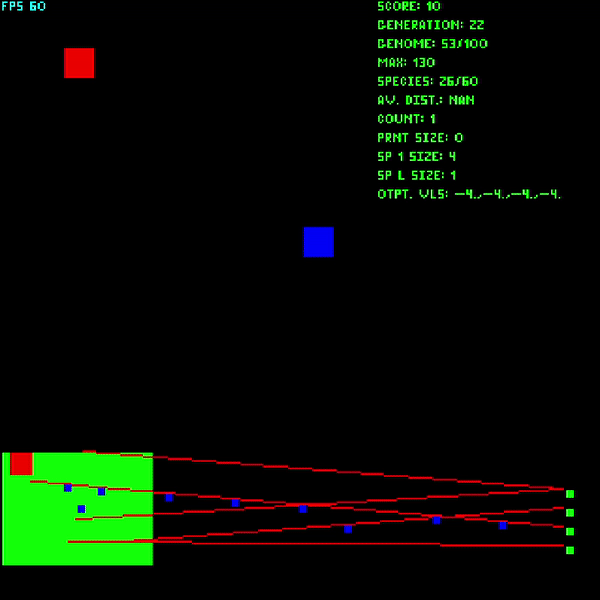 FPS 60
SCORE: 10
GENERATION: 22
GENOME: 53/100
MAX: 130
SPECIES: 26/60
AV. DIST.: NAN
COUNT: 1
PRNT SIZE: 0
SP 1 SIZE: 4
SP L SIZE: 1
OTPT. VLS: -4.,-4.,-4.,-4.